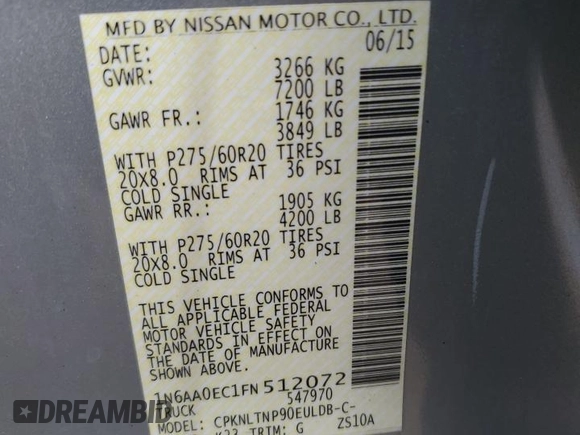 MFD BY NISSAN MOTOR CO., LTD.
DATE: 06/15
GVWR: 3266 KG
7200 LB
GAWR FR.: 1746 KG
3849 LB
WITH P275/60R20 TIRES
20X8.0 RIMS AT 36 PSI
COLD SINGLE
GAWR RR.: 1905 KG
4200 LB
WITH P275/60R20 TIRES
20X8.0 RIMS AT 36 PSI
COLD SINGLE
THIS VEHICLE CONFORMS TO
ALL APPLICABLE FEDERAL
MOTOR VEHICLE SAFETY
STANDARDS IN EFFECT ON
THE DATE OF MANUFACTURE
SHOWN ABOVE.
1N6AA0EC1FN512072
TRUCK 547970
MODEL: CPKNLTNP90EULDB-C-
K23 TRIM: G ZS10A
AutoHelperBot